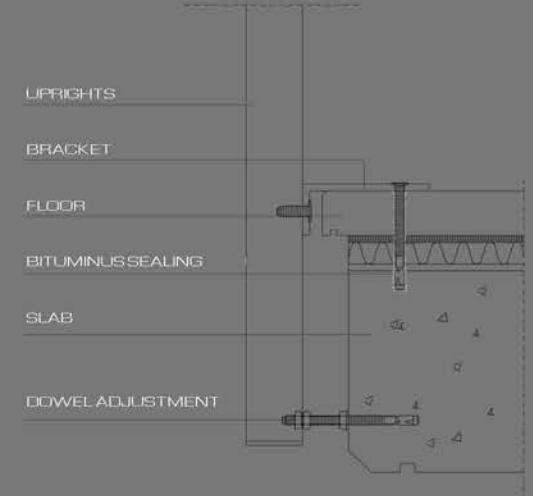 UPRIGHTS
BRACKET
FLOOR
BITUMINUS SEALING
SLAB
DOWEL ADJUSTMENT